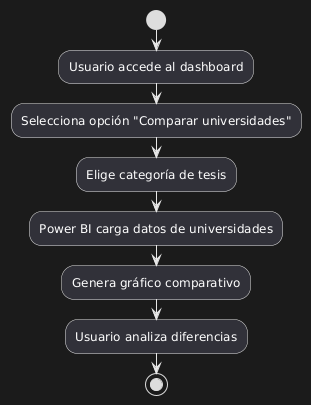 Usuario accede al dashboard
Selecciona opción "Comparar universidades"
Elige categoría de tesis
Power BI carga datos de universidades
Genera gráfico comparativo
Usuario analiza diferencias